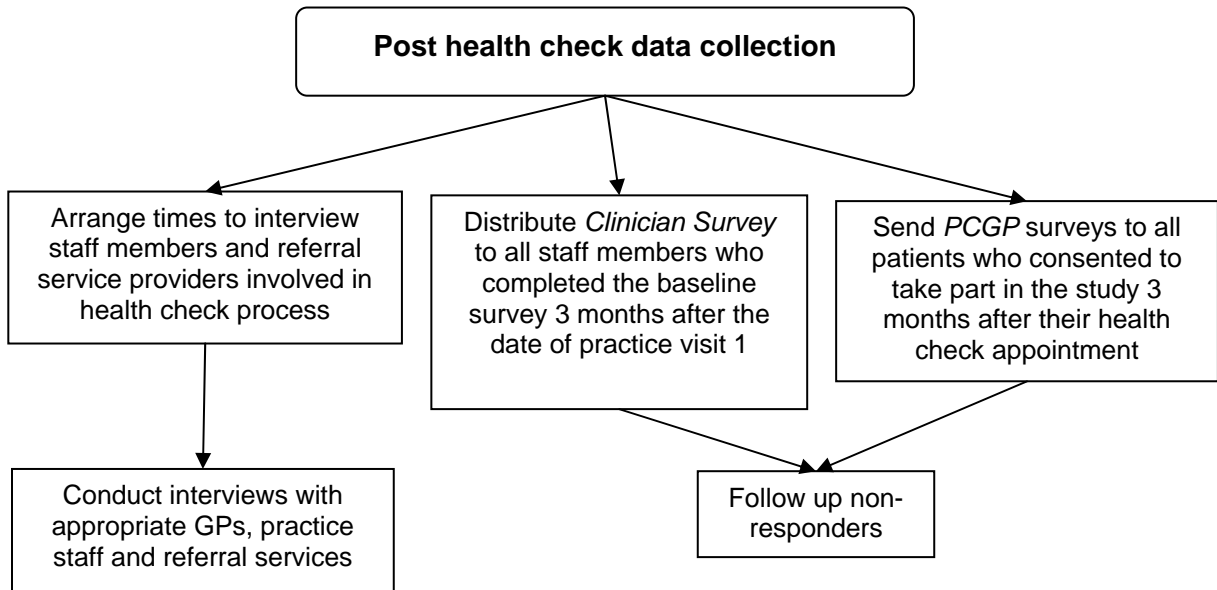 Post health check data collection
Arrange times to interview
staff members and referral
service providers involved in
health check process
Distribute Clinician Survey
to all staff members who
completed the baseline
survey 3 months after the
date of practice visit 1
Send PCGP surveys to all
patients who consented to
take part in the study 3
months after their health
check appointment
Conduct interviews with
appropriate GPs, practice
staff and referral services
Follow up non-
responders